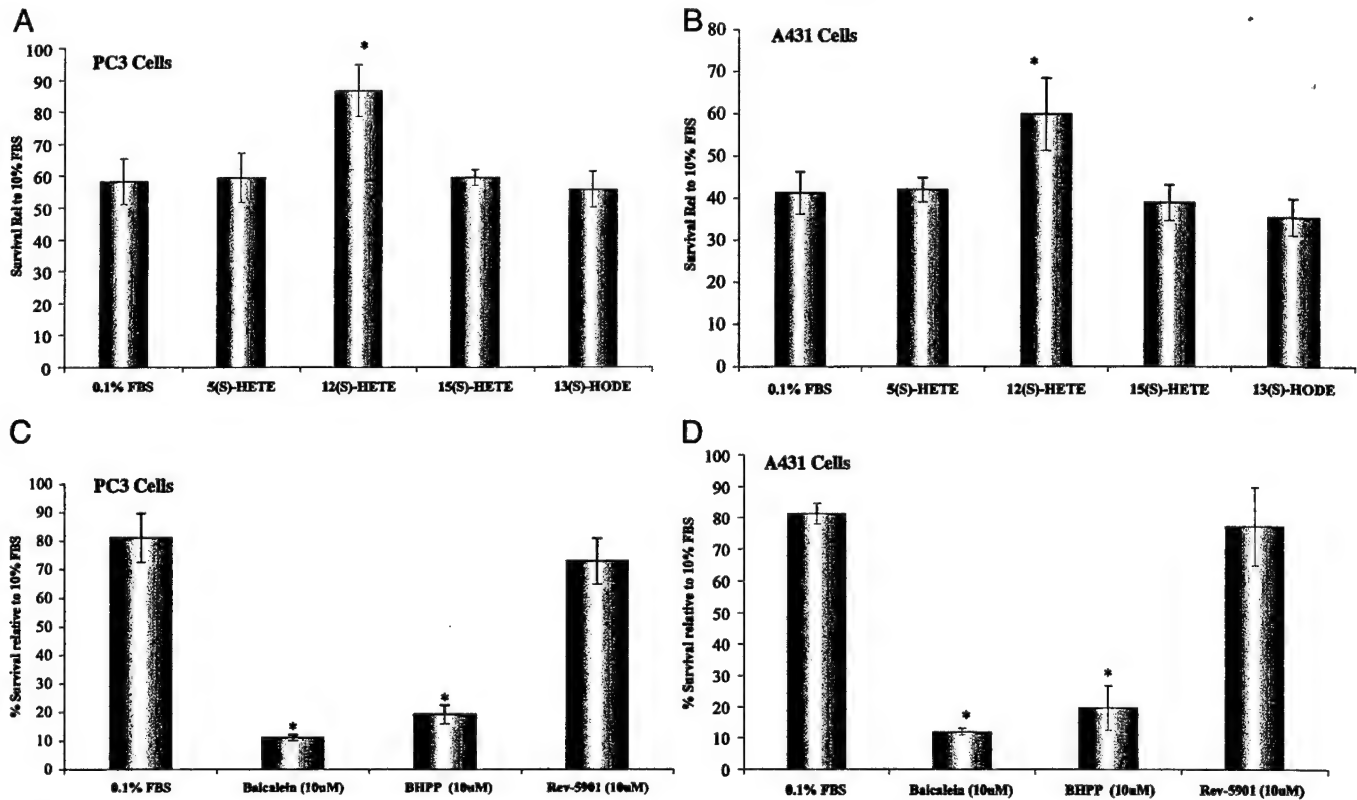 A
PC3 Cells
*
Survival Rel to 10% FBS
100
90
80
70
60
50
40
30
20
10
0
0.1% FBS
5(S)-HETE
12(S)-HETE
15(S)-HETE
13(S)-HODE
B
A431 Cells
*
Survival Rel to 10% FBS
80
70
60
50
40
30
20
10
0
0.1% FBS
5(S)-HETE
12(S)-HETE
15(S)-HETE
13(S)-HODE
C
PC3 Cells
% Survival relative to 10% FBS
100
90
80
70
60
50
40
30
20
10
0
*
*
0.1% FBS
Baicalein (10uM)
BHPP (10uM)
Rev-5901 (10uM)
D
A431 Cells
% Survival relative to 10% FBS
100
90
80
70
60
50
40
30
20
10
0
*
*
0.1% FBS
Baicalein (10uM)
BHPP (10uM)
Rev-5901 (10uM)